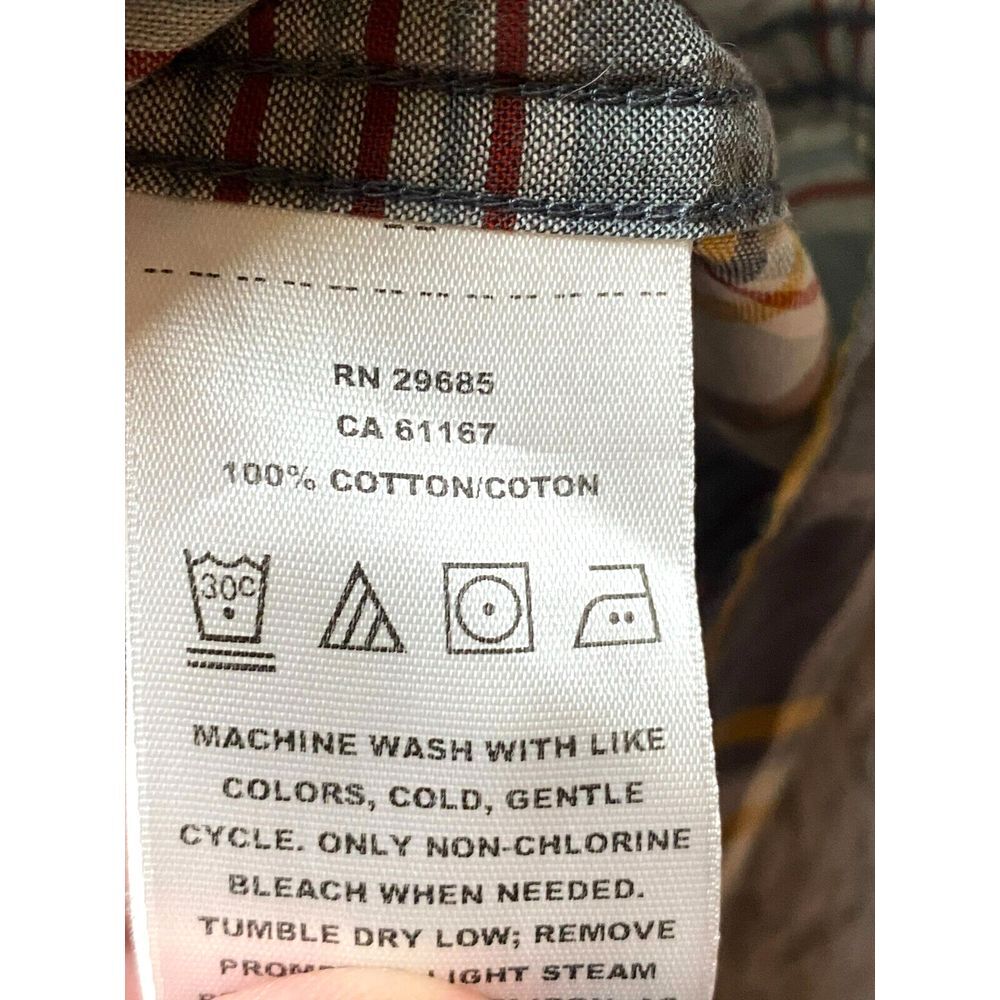 RN 29685
CA 61167
100% COTTON/COTON
30C
MACHINE WASH WITH LIKE
COLORS, COLD, GENTLE
CYCLE. ONLY NON-CHLORINE
BLEACH WHEN NEEDED.
TUMBLE DRY LOW; REMOVE
LIGHT STEAM